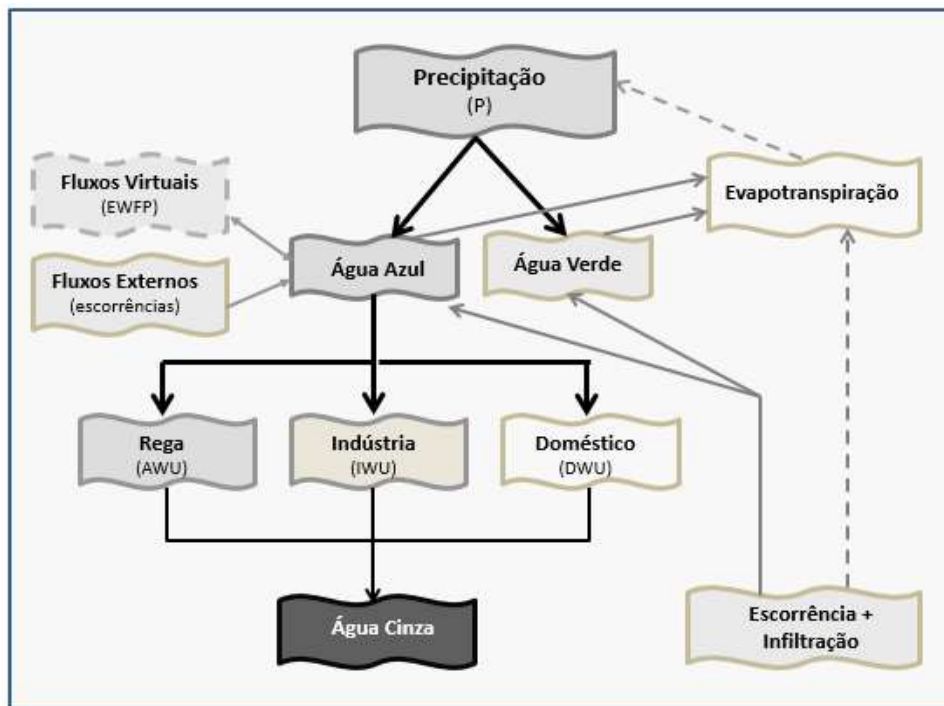 Precipitação
(P)
Fluxos Virtuais
(EWFP)
Evapotranspiração
Fluxos Externos
(escorrências)
Água Azul
Água Verde
Rega
(AWU)
Indústria
(IWU)
Doméstico
(DWU)
Água Cinza
Escorrência +
Infiltração